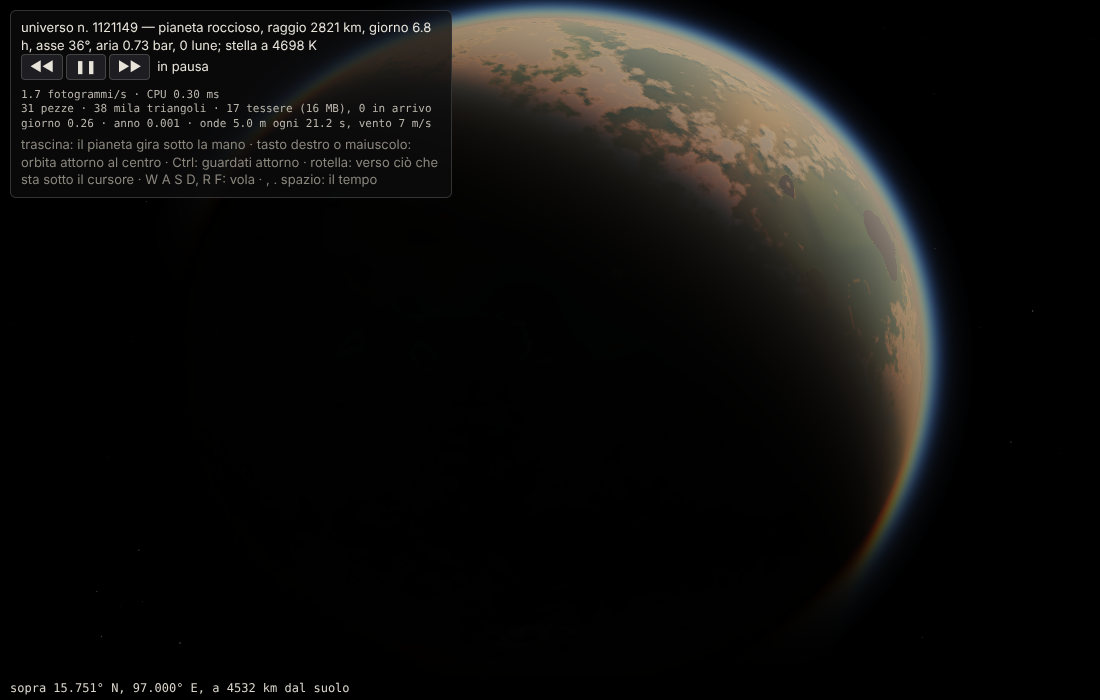 universo n. 1121149 — pianeta roccioso, raggio 2821 km, giorno 6.8
h, asse 36°, aria 0.73 bar, 0 lune; stella a 4698 K
in pausa
1.7 fotogrammi/s · CPU 0.30 ms
31 pezze · 38 mila triangoli · 17 tessere (16 MB), 0 in arrivo
giorno 0.26 · anno 0.001 · onde 5.0 m ogni 21.2 s, vento 7 m/s
trascina: il pianeta gira sotto la mano · tasto destro o maiuscolo:
orbita attorno al centro · Ctrl: guardati attorno · rotella: verso ciò che
sta sotto il cursore · W A S D, R F: vola · , . spazio: il tempo
sopra 15.751° N, 97.000° E, a 4532 km dal suolo